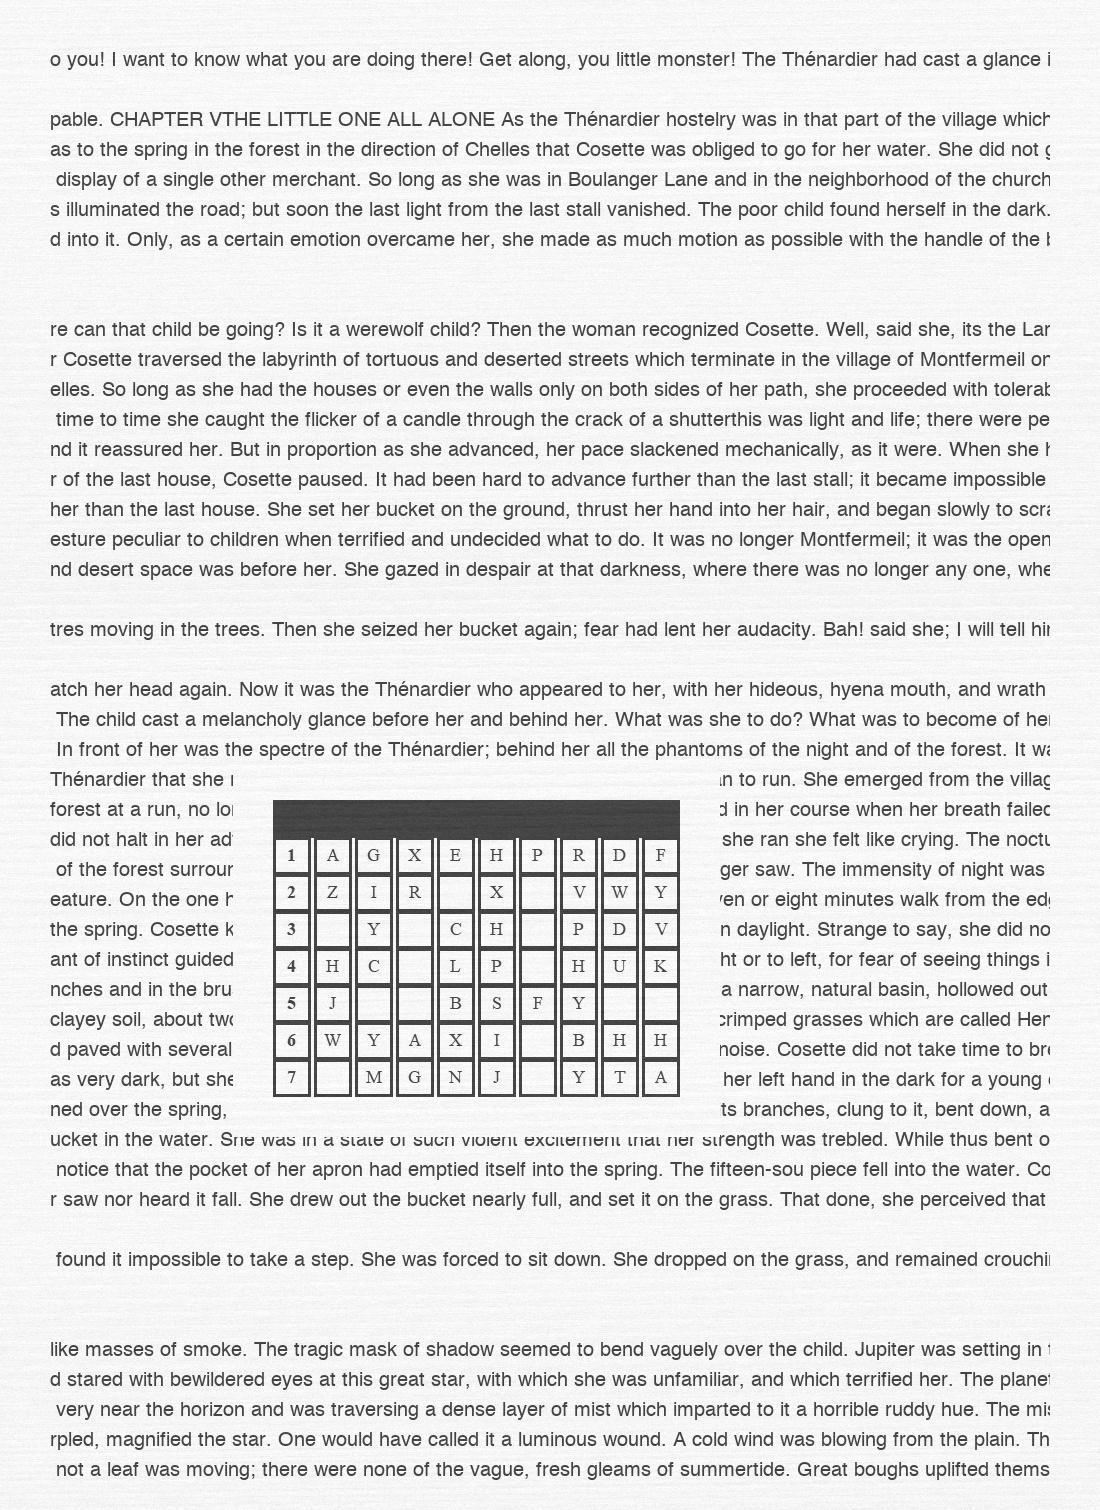 o you! I want to know what you are doing there! Get along, you little monster! The Thénardier had cast a glance i
pable. CHAPTER VTHE LITTLE ONE ALL ALONE As the Thénardier hostelry was in that part of the village which
as to the spring in the forest in the direction of Chelles that Cosette was obliged to go for her water. She did not g
display of a single other merchant. So long as she was in Boulanger Lane and in the neighborhood of the church
s illuminated the road; but soon the last light from the last stall vanished. The poor child found herself in the dark.
d into it. Only, as a certain emotion overcame her, she made as much motion as possible with the handle of the b
re can that child be going? Is it a werewolf child? Then the woman recognized Cosette. Well, said she, its the Lar
r Cosette traversed the labyrinth of tortuous and deserted streets which terminate in the village of Montfermeil on
elles. So long as she had the houses or even the walls only on both sides of her path, she proceeded with tolerab
time to time she caught the flicker of a candle through the crack of a shutterthis was light and life; there were pe
nd it reassured her. But in proportion as she advanced, her pace slackened mechanically, as it were. When she h
r of the last house, Cosette paused. It had been hard to advance further than the last stall; it became impossible
her than the last house. She set her bucket on the ground, thrust her hand into her hair, and began slowly to scra
esture peculiar to children when terrified and undecided what to do. It was no longer Montfermeil; it was the open
nd desert space was before her. She gazed in despair at that darkness, where there was no longer any one, whe
tres moving in the trees. Then she seized her bucket again; fear had lent her audacity. Bah! said she; I will tell him
atch her head again. Now it was the Thénardier who appeared to her, with her hideous, hyena mouth, and wrath
The child cast a melancholy glance before her and behind her. What was she to do? What was to become of her
In front of her was the spectre of the Thénardier; behind her all the phantoms of the night and of the forest. It wa
Thénardier that she r an to run. She emerged from the villag
forest at a run, no lon d in her course when her breath failed
did not halt in her adv she ran she felt like crying. The noctu
of the forest surroun ger saw. The immensity of night was
eature. On the one h ven or eight minutes walk from the edg
the spring. Cosette k n daylight. Strange to say, she did no
ant of instinct guided ht or to left, for fear of seeing things i
nches and in the bru a narrow, natural basin, hollowed out
clayey soil, about two crimped grasses which are called Hen
d paved with several noise. Cosette did not take time to bre
as very dark, but she her left hand in the dark for a young o
ned over the spring, ts branches, clung to it, bent down, a
1 A G X E H P R D F
2 Z I R X V W Y
3 Y C H P D V
4 H C L P H U K
5 J B S F Y
6 W Y A X I B H H
7 M G N J Y T A
ucket in the water. She was in a state of such violent excitement that her strength was trebled. While thus bent o
notice that the pocket of her apron had emptied itself into the spring. The fifteen-sou piece fell into the water. Co
r saw nor heard it fall. She drew out the bucket nearly full, and set it on the grass. That done, she perceived that
found it impossible to take a step. She was forced to sit down. She dropped on the grass, and remained crouchin
like masses of smoke. The tragic mask of shadow seemed to bend vaguely over the child. Jupiter was setting in t
d stared with bewildered eyes at this great star, with which she was unfamiliar, and which terrified her. The planet
very near the horizon and was traversing a dense layer of mist which imparted to it a horrible ruddy hue. The mis
rpled, magnified the star. One would have called it a luminous wound. A cold wind was blowing from the plain. Th
not a leaf was moving; there were none of the vague, fresh gleams of summertide. Great boughs uplifted thems